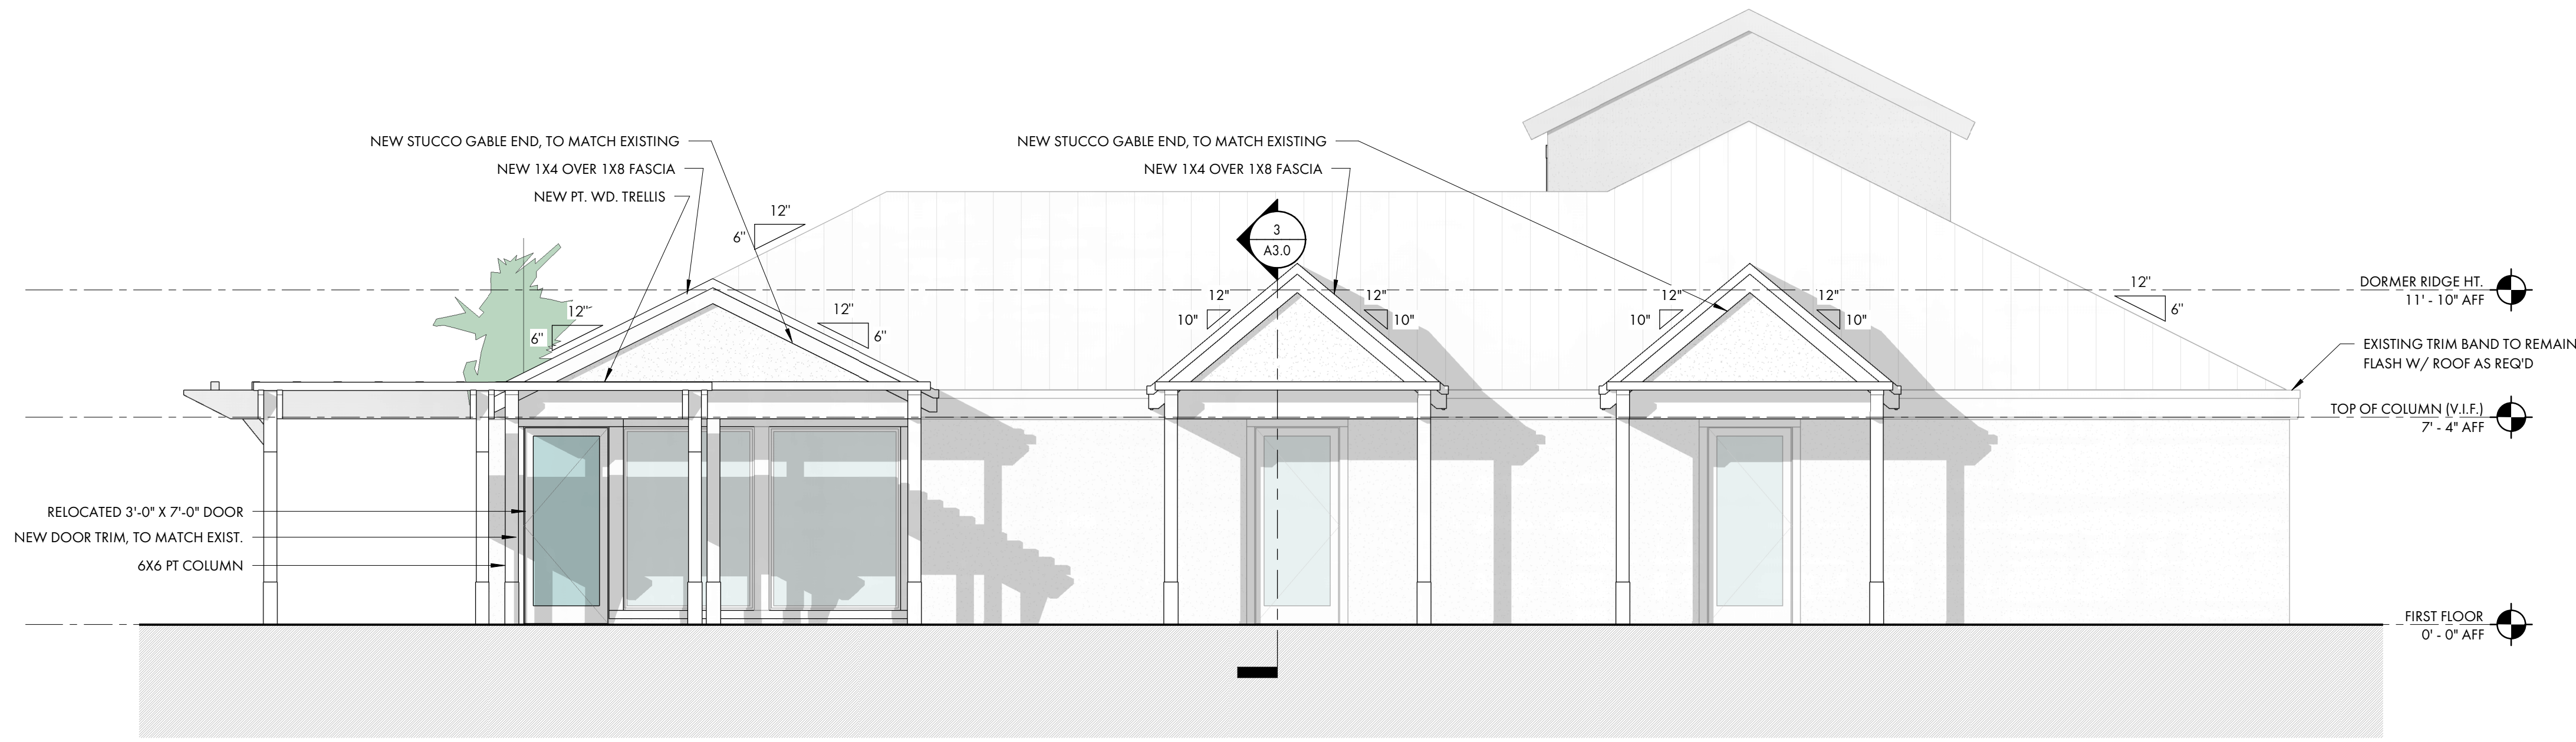 NEW STUCCO GABLE END, TO MATCH EXISTING
NEW 1X4 OVER 1X8 FASCIA
NEW PT. WD. TRELLIS
12"
6"
12"
6"
12"
6"
NEW STUCCO GABLE END, TO MATCH EXISTING
NEW 1X4 OVER 1X8 FASCIA
3
A3.0
12"
10"
12"
10"
12"
10"
12"
10"
12"
6"
DORMER RIDGE HT.
11' - 10" AFF
EXISTING TRIM BAND TO REMAIN
FLASH W/ ROOF AS REQ'D
TOP OF COLUMN (V.I.F.)
7' - 4" AFF
RELOCATED 3'-0" X 7'-0" DOOR
NEW DOOR TRIM, TO MATCH EXIST.
6X6 PT COLUMN
FIRST FLOOR
0' - 0" AFF